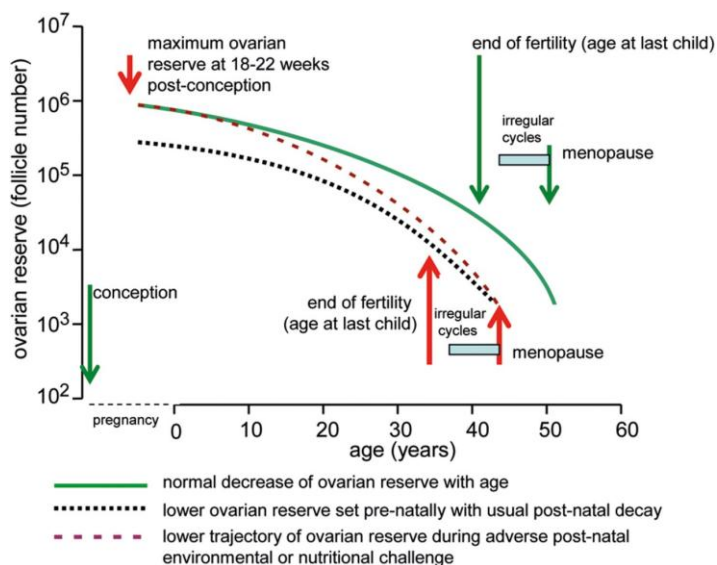 10⁷
10⁶
10⁵
10⁴
10³
10²
ovarian reserve (follicle number)
maximum ovarian
reserve at 18-22 weeks
post-conception
end of fertility (age at last child)
irregular
cycles
menopause
conception
end of fertility
(age at last child)
irregular
cycles
menopause
pregnancy
0 10 20 30 40 50 60
age (years)
normal decrease of ovarian reserve with age
lower ovarian reserve set pre-natally with usual post-natal decay
lower trajectory of ovarian reserve during adverse post-natal
environmental or nutritional challenge